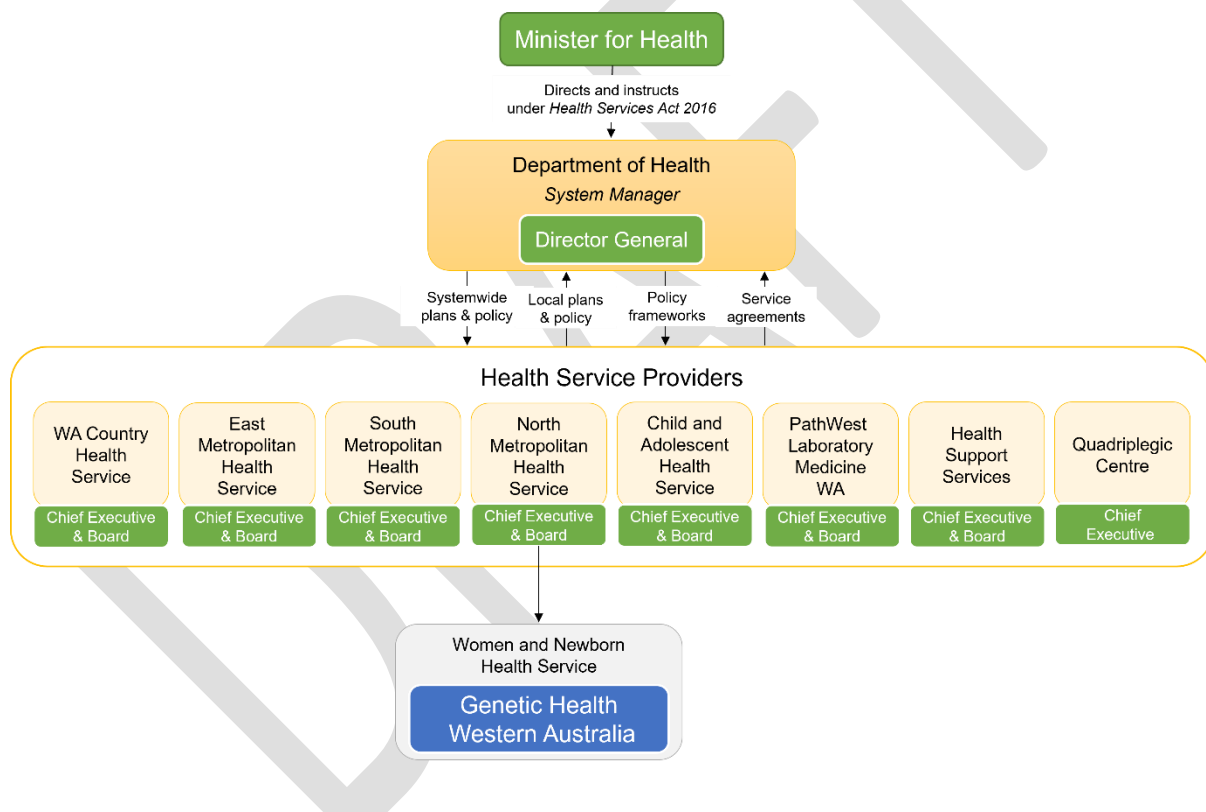 Minister for Health
Directs and instructs
under Health Services Act 2016
Department of Health
System Manager
Director General
Systemwide
plans & policy
Local plans
& policy
Policy
frameworks
Service
agreements
Health Service Providers
WA Country
Health
Service
Chief Executive
& Board
East
Metropolitan
Health
Service
Chief Executive
& Board
South
Metropolitan
Health
Service
Chief Executive
& Board
North
Metropolitan
Health
Service
Chief Executive
& Board
Child and
Adolescent
Health
Service
Chief Executive
& Board
PathWest
Laboratory
Medicine
WA
Chief Executive
& Board
Health
Support
Services
Chief Executive
& Board
Quadriplegic
Centre
Chief
Executive
Women and Newborn
Health Service
Genetic Health
Western Australia
DRAFT